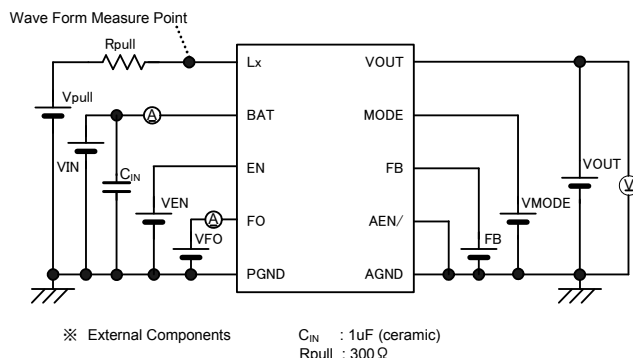 Wave Form Measure Point
Rpull
Lx
VOUT
Vpull
A
BAT
MODE
VIN
CIN
EN
FB
VOUT
V
VEN
A
FO
AEN/
VMODE
VFO
FB
PGND
AGND
※ External Components
CIN : 1uF (ceramic)
Rpull : 300Ω